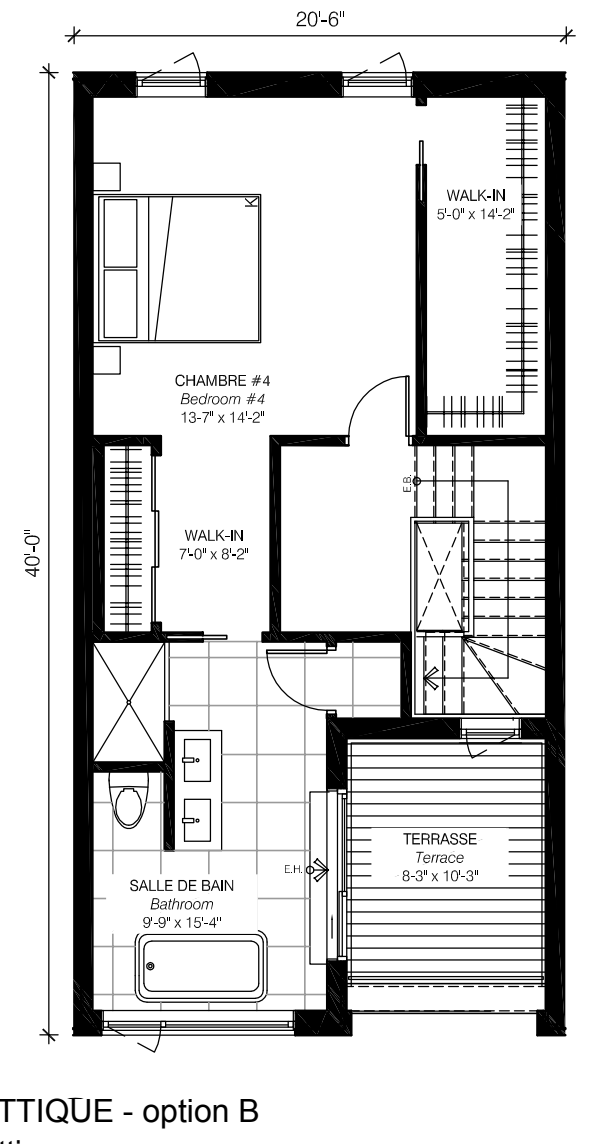 20'-6"
40'-0"
WALK-IN
5'-0" x 14'-2"
K
CHAMBRE #4
Bedroom #4
13-7" x 14'-2"
E.B.
WALK-IN
7'-0" x 8'-2"
TERRASSE
Terrace
8-3" x 10'-3"
E.H.
SALLE DE BAIN
Bathroom
9'-9" x 15'-4"
TTIQUE - option B